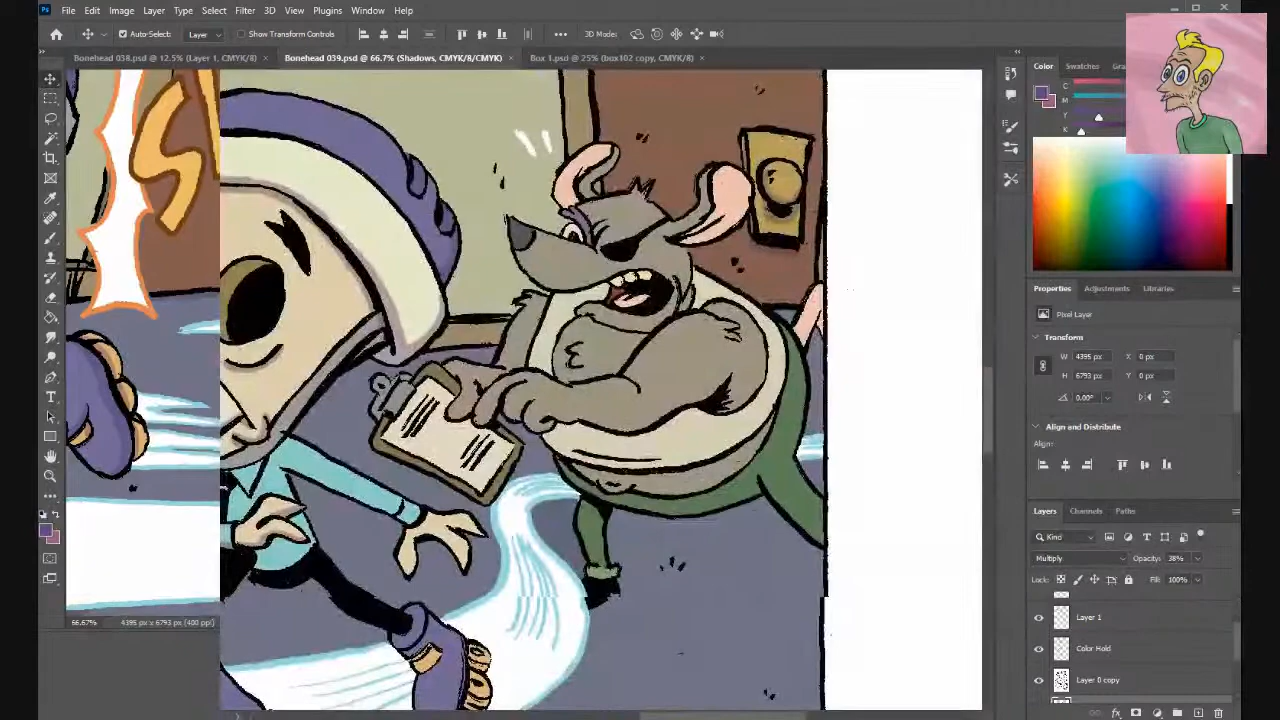 Ps File Edit Image Layer Type Select Filter 3D View Plugins Window Help
Auto-Select: Layer Show Transform Controls 3D Modes:
Bonehead 038.psd @ 12.5% (Layer 1, CMYK/8) × Bonehead 039.psd @ 66.7% (Shadows, CMYK/8/CMYK) × Box 1.psd @ 25% (box102 copy, CMYK/8) ×
Color Swatches
C
M
Y
K
Properties Adjustments Libraries
Pixel Layer
Transform
W 4395 px X 0 px
H 6793 px Y 0 px
0.00°
Align and Distribute
Align:
Layers Channels Paths
Kind
Multiply Opacity: 38%
Lock: Fill: 100%
Layer 1
Color Hold
Layer 0 copy
fx
66.67% 4395 px x 6793 px (400 ppi)
S